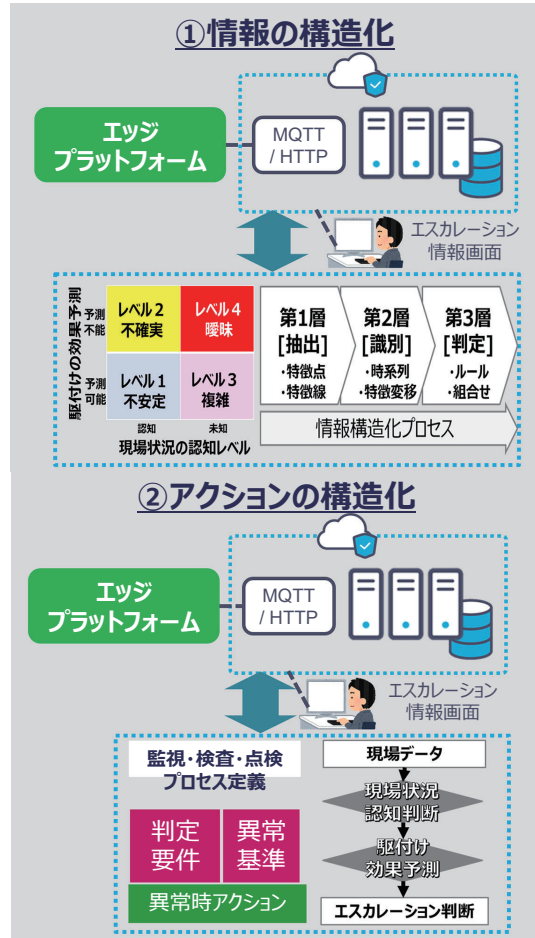 ①情報の構造化
エッジ
プラットフォーム
MQTT
/ HTTP
エスカレーション
情報画面
駆付けの効果予測
予測
不能
予測
可能
レベル2
不確実
レベル4
曖昧
レベル1
不安定
レベル3
複雑
認知
未知
現場状況の認知レベル
第1層
[抽出]
・特徴点
・特徴線
第2層
[識別]
・時系列
・特徴変移
第3層
[判定]
・ルール
・組合せ
情報構造化プロセス
②アクションの構造化
エッジ
プラットフォーム
MQTT
/ HTTP
エスカレーション
情報画面
監視・検査・点検
プロセス定義
判定
要件
異常
基準
異常時アクション
現場データ
現場状況
認知判断
駆付け
効果予測
エスカレーション判断